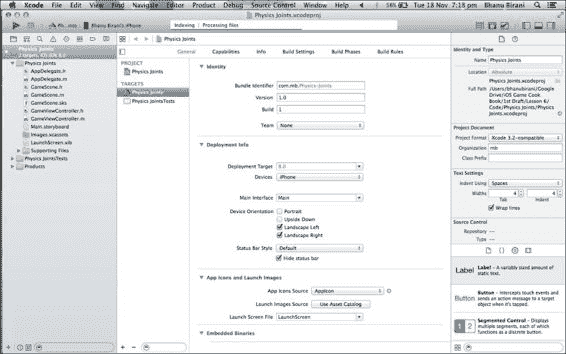 Xcode File Edit View Find Navigate Editor Product Debug Source Control Window Help
56% Tue 18 Nov. 7:18 pm
Physics Joints
Bhanu Birani's iPhone
Indexing | Processing files
Physics Joints
2 targets, iOS SDK 8.0
Physics Joints
AppDelegate.h
AppDelegate.m
GameScene.h
GameScene.m
GameScene.sks
GameViewController.h
GameViewController.m
Main.storyboard
Images.xcassets
LaunchScreen.xib
Supporting Files
Physics JointsTests
Products
Physics Joints
General Capabilities Info Build Settings Build Phases Build Rules
PROJECT
Physics Joints
TARGETS
Physics Joints
Physics JointsTests
Identity
Bundle Identifier com.mb.Physics-Joints
Version 1.0
Build 1
Team None
Deployment Info
Deployment Target 8.0
Devices iPhone
Main Interface Main
Device Orientation Portrait
Upside Down
Landscape Left
Landscape Right
Status Bar Style Default
Hide status bar
App Icons and Launch Images
App Icons Source AppIcon
Launch Images Source Use Asset Catalog
Launch Screen File LaunchScreen
Embedded Binaries
Identity and Type
Name Physics Joints
Location Absolute
Physics Joints.xcodeproj
Full Path /Users/bhanubirani/Google
Drive/iOS Game Cook
Book/1st Draft/Lesson 6/
Code/Physics Joints/Physics
Joints.xcodeproj
Project Document
Project Format Xcode 3.2-compatible
Organization mb
Class Prefix
Text Settings
Indent Using Spaces
Widths 4 4
Tab Indent
Wrap lines
Source Control
Repository ---
Type ---
Label Label - A variably sized amount of
static text.
Button Button - Intercepts touch events and
sends an action message to a target
object when it's tapped.
1 2 Segmented Control - Displays
multiple segments, each of which
functions as a discrete button.